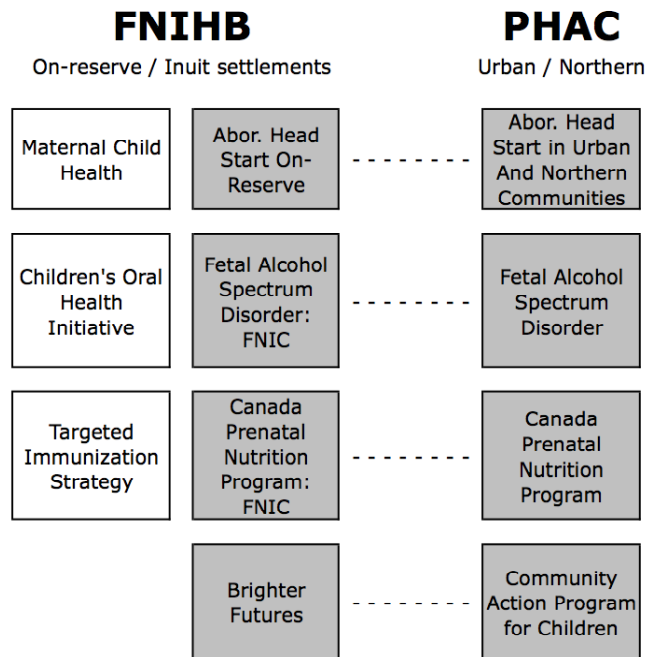 FNIHB
On-reserve / Inuit settlements
PHAC
Urban / Northern
Maternal Child
Health
Abor. Head
Start On-
Reserve
Abor. Head
Start in Urban
And Northern
Communities
Children's Oral
Health
Initiative
Fetal Alcohol
Spectrum
Disorder:
FNIC
Fetal Alcohol
Spectrum
Disorder
Targeted
Immunization
Strategy
Canada
Prenatal
Nutrition
Program:
FNIC
Canada
Prenatal
Nutrition
Program
Brighter
Futures
Community
Action Program
for Children